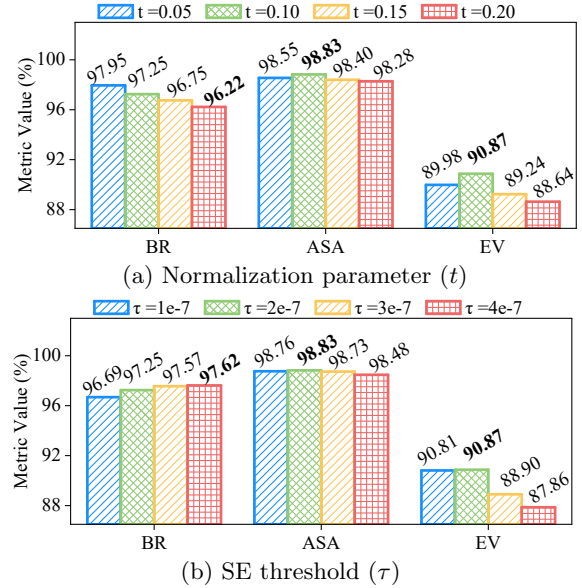 t =0.05 t =0.10 t =0.15 t =0.20
Metric Value (%)
100
96
92
88
97.95 97.25 96.75 96.22
98.55 98.83 98.40 98.28
89.98 90.87 89.24 88.64
BR ASA EV
(a) Normalization parameter (t)
τ =1e-7 τ =2e-7 τ =3e-7 τ =4e-7
Metric Value (%)
100
96
92
88
96.69 97.25 97.57 97.62
98.76 98.83 98.73 98.48
90.81 90.87 88.90 87.86
BR ASA EV
(b) SE threshold (τ)